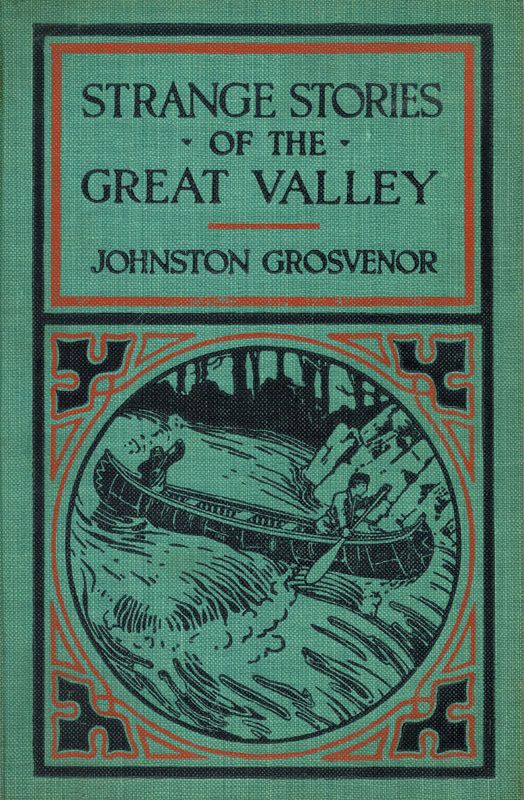 STRANGE STORIES
· OF THE ·
GREAT VALLEY
JOHNSTON GROSVENOR